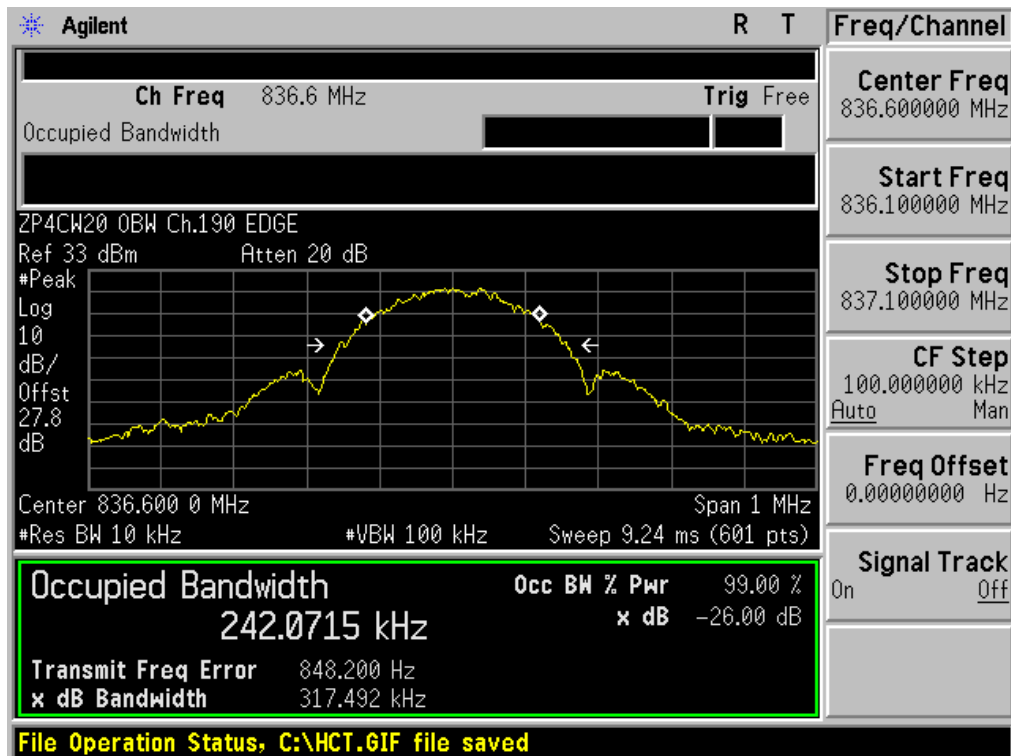 Agilent R T Freq/Channel
Ch Freq 836.6 MHz Trig Free
Occupied Bandwidth
Center Freq
836.600000 MHz
Start Freq
836.100000 MHz
Stop Freq
837.100000 MHz
CF Step
100.000000 kHz
Auto Man
Freq Offset
0.00000000 Hz
Signal Track
On Off
ZP4CW20 OBW Ch.190 EDGE
Ref 33 dBm Atten 20 dB
#Peak
Log
10
dB/
Offst
27.8
dB
Center 836.600 0 MHz Span 1 MHz
#Res BW 10 kHz #VBW 100 kHz Sweep 9.24 ms (601 pts)
Occupied Bandwidth Occ BW % Pwr 99.00 %
242.0715 kHz x dB -26.00 dB
Transmit Freq Error 848.200 Hz
x dB Bandwidth 317.492 kHz
File Operation Status, C:\HCT.GIF file saved